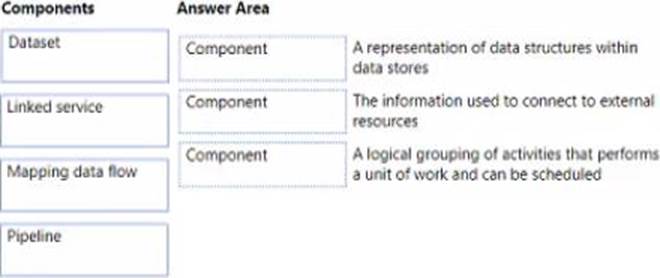 Components
Answer Area
Dataset
Component
A representation of data structures within
data stores
Linked service
Component
The information used to connect to external
resources
Mapping data flow
Component
A logical grouping of activities that performs
a unit of work and can be scheduled
Pipeline